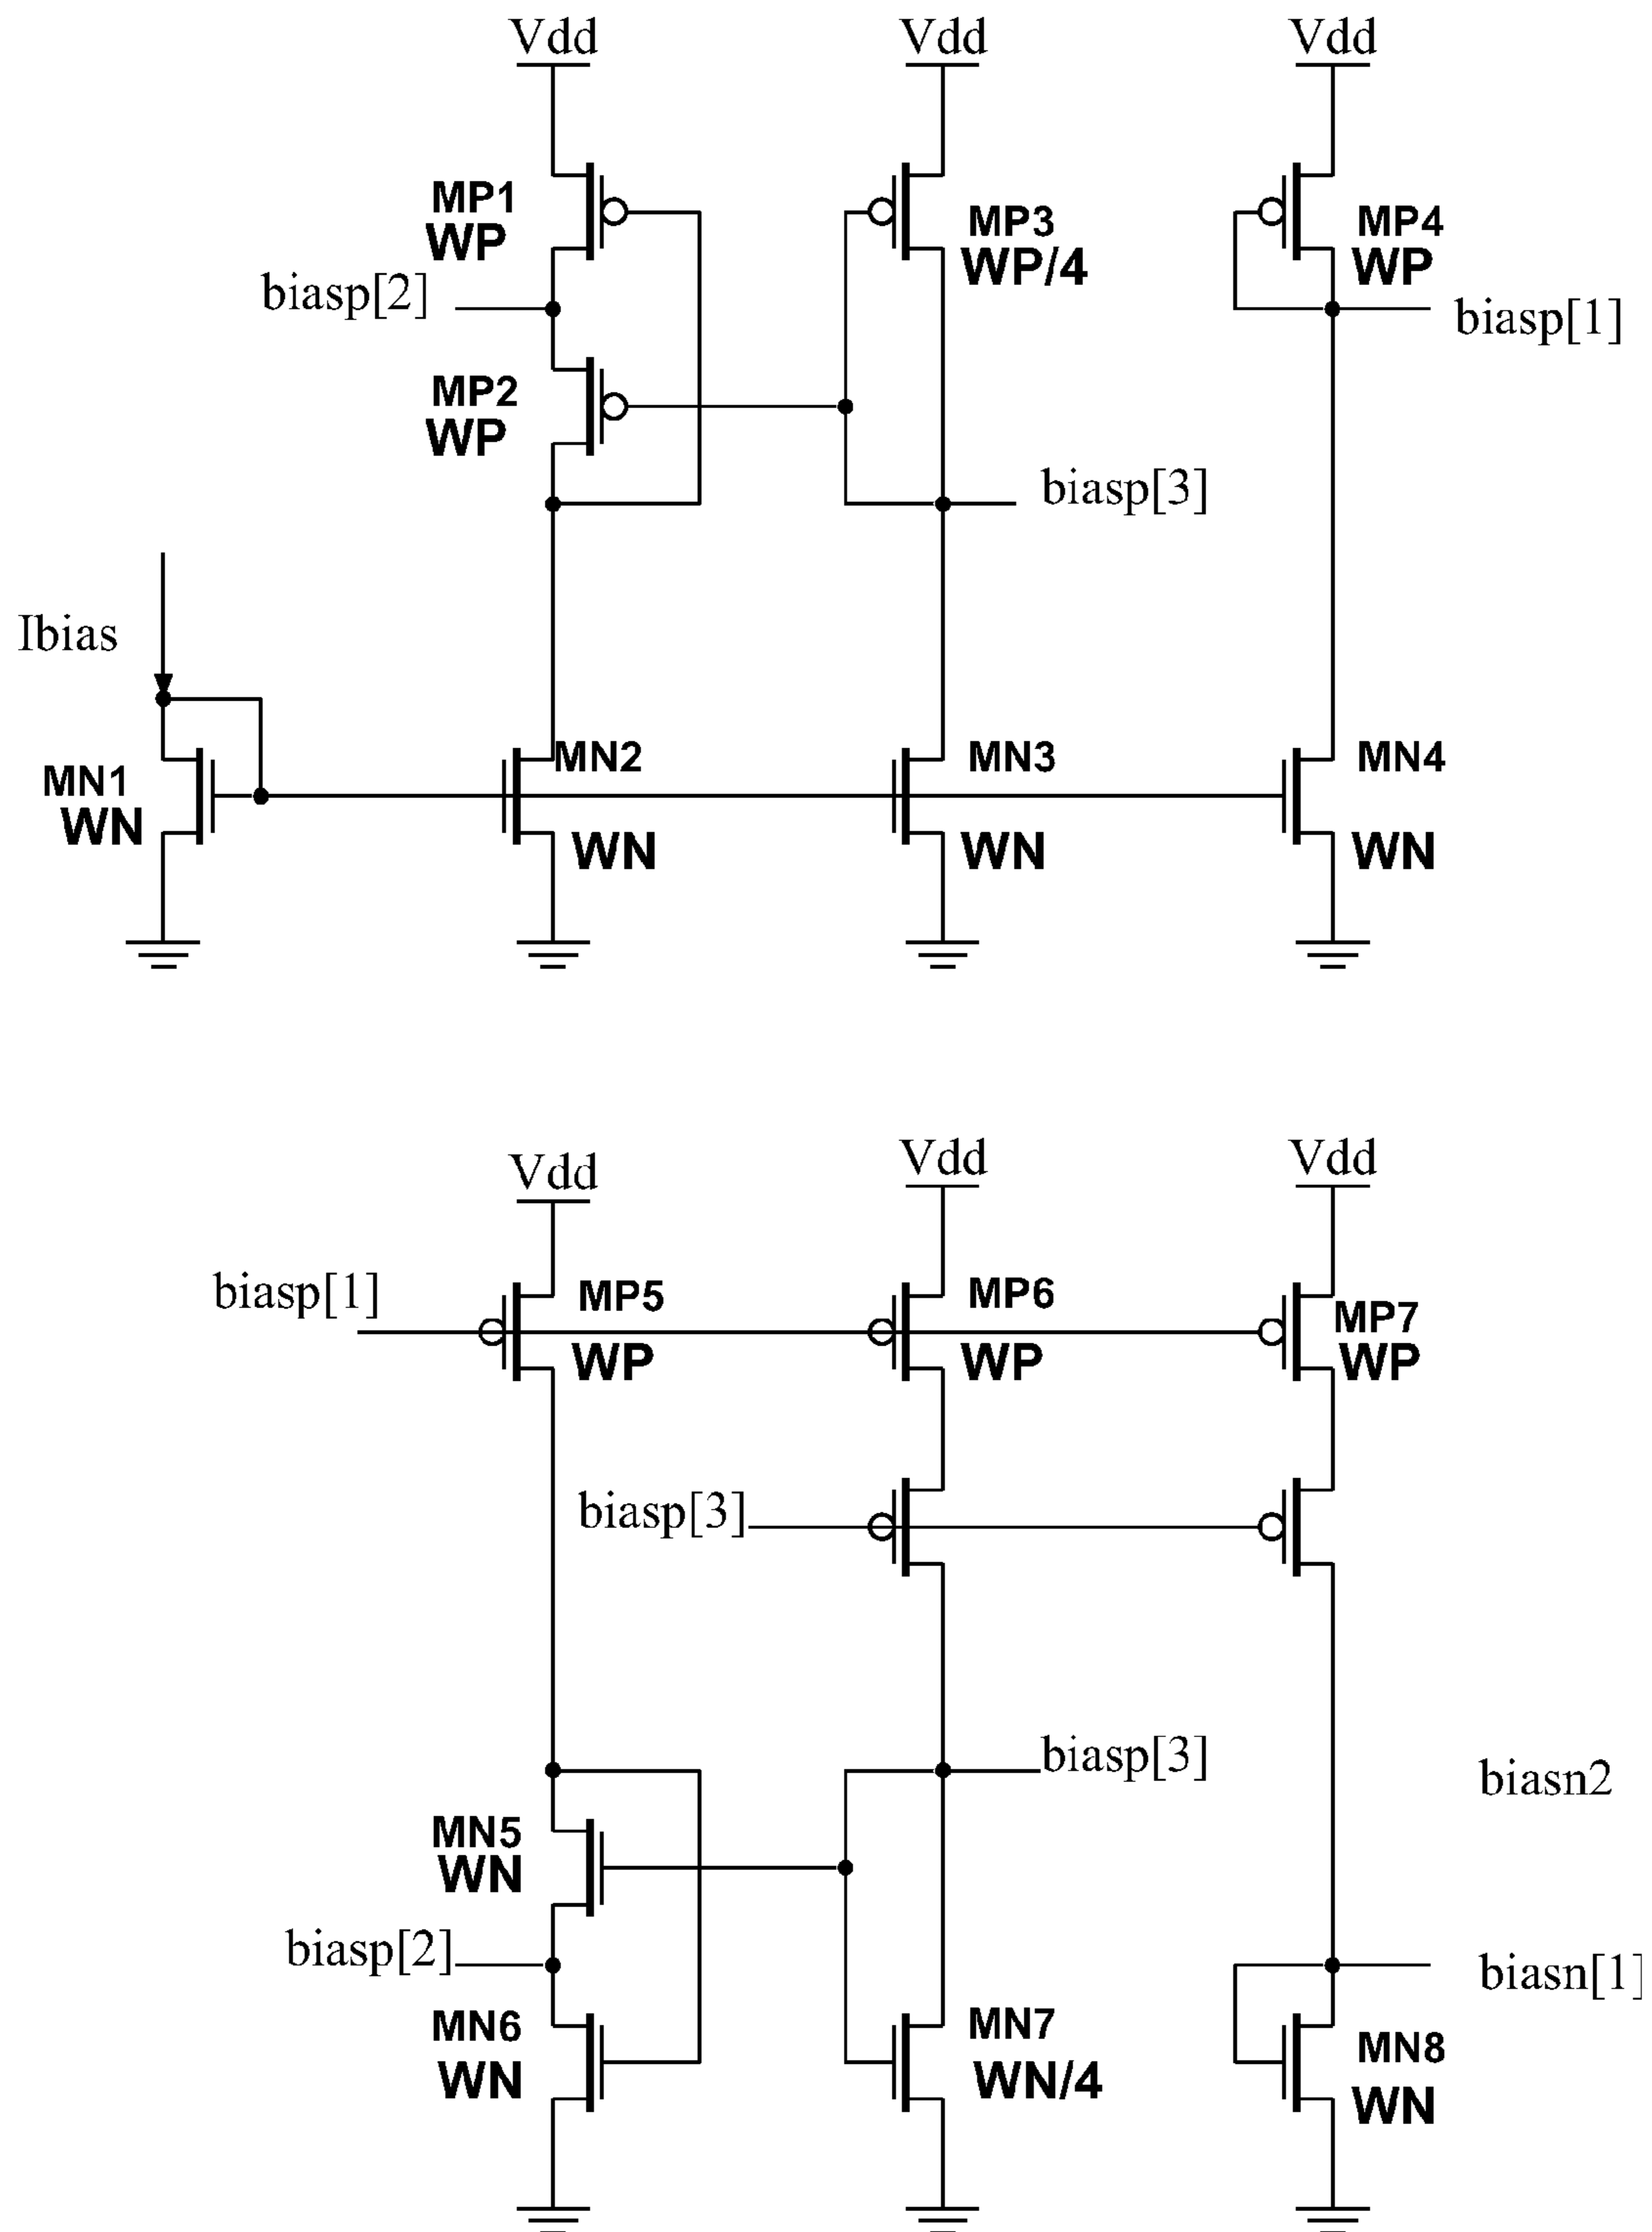 Vdd
Vdd
Vdd
MP1
WP
MP3
WP/4
MP4
WP
biasp[2]
biasp[1]
MP2
WP
biasp[3]
Ibias
MN1
WN
MN2
WN
MN3
WN
MN4
WN
Vdd
Vdd
Vdd
biasp[1]
MP5
WP
MP6
WP
MP7
WP
biasp[3]
biasp[3]
biasn2
MN5
WN
biasp[2]
biasn[1]
MN6
WN
MN7
WN/4
MN8
WN